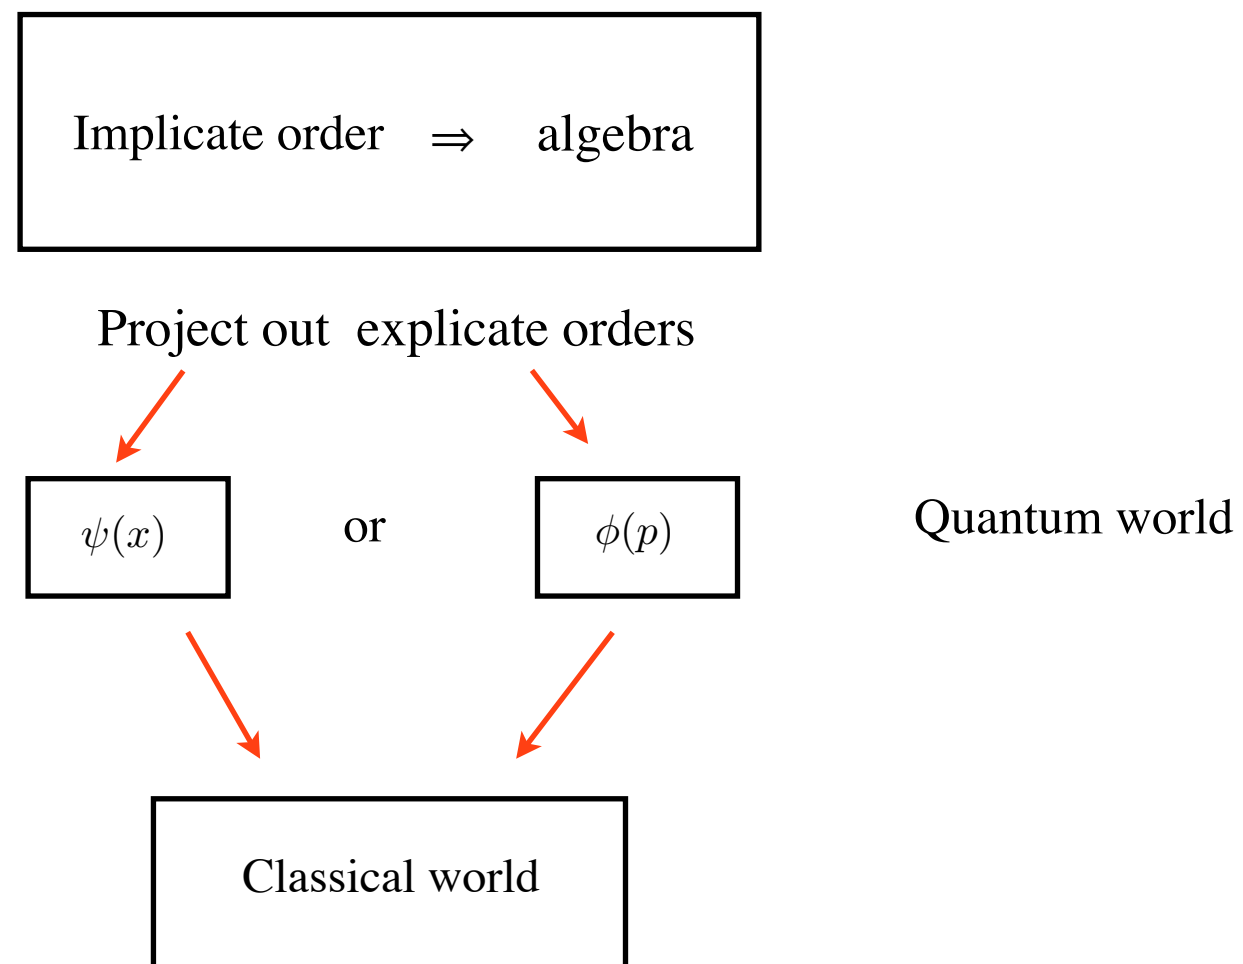 Implicate order ⇒ algebra
Project out explicate orders
ψ(x) or ϕ(p) Quantum world
Classical world